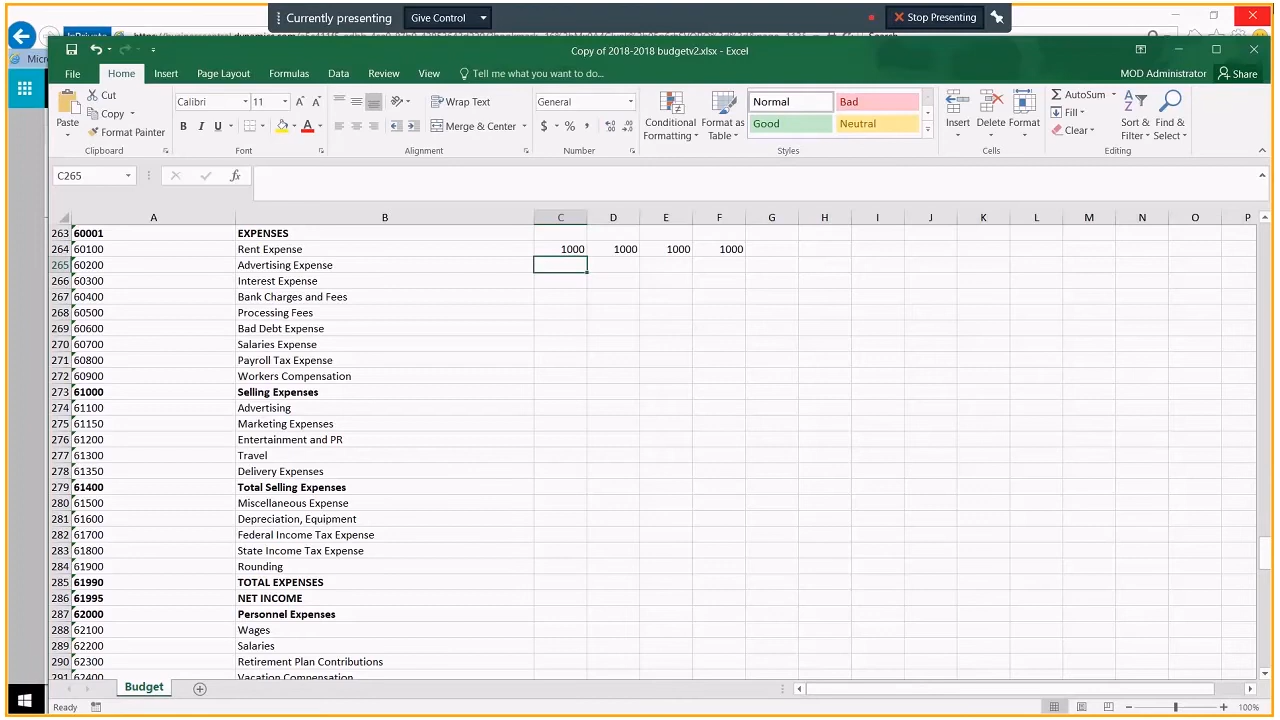 Currently presenting
Give Control
Stop Presenting
InPrivate
Micr
Copy of 2018-2018 budgetv2.xlsx - Excel
File Home Insert Page Layout Formulas Data Review View Tell me what you want to do...
MOD Administrator Share
Paste
Cut
Copy
Format Painter
Calibri 11
B I U
Wrap Text
Merge & Center
General
$ % ,
Conditional Formatting
Format as Table
Normal Bad
Good Neutral
Insert Delete Format
AutoSum
Fill
Clear
Sort & Filter
Find & Select
Clipboard Font Alignment Number Styles Cells Editing
C265 fx
A B C D E F G H I J K L M N O P
263 60001 EXPENSES
264 60100 Rent Expense 1000 1000 1000 1000
265 60200 Advertising Expense
266 60300 Interest Expense
267 60400 Bank Charges and Fees
268 60500 Processing Fees
269 60600 Bad Debt Expense
270 60700 Salaries Expense
271 60800 Payroll Tax Expense
272 60900 Workers Compensation
273 61000 Selling Expenses
274 61100 Advertising
275 61150 Marketing Expenses
276 61200 Entertainment and PR
277 61300 Travel
278 61350 Delivery Expenses
279 61400 Total Selling Expenses
280 61500 Miscellaneous Expense
281 61600 Depreciation, Equipment
282 61700 Federal Income Tax Expense
283 61800 State Income Tax Expense
284 61900 Rounding
285 61990 TOTAL EXPENSES
286 61995 NET INCOME
287 62000 Personnel Expenses
288 62100 Wages
289 62200 Salaries
290 62300 Retirement Plan Contributions
291 62400 Vacation Compensation
Budget
Ready
100%